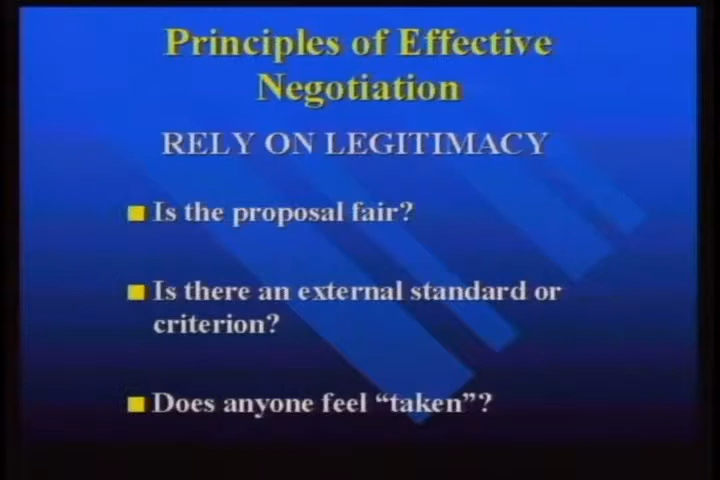 Principles of Effective
Negotiation
RELY ON LEGITIMACY
Is the proposal fair?
Is there an external standard or
criterion?
Does anyone feel “taken”?